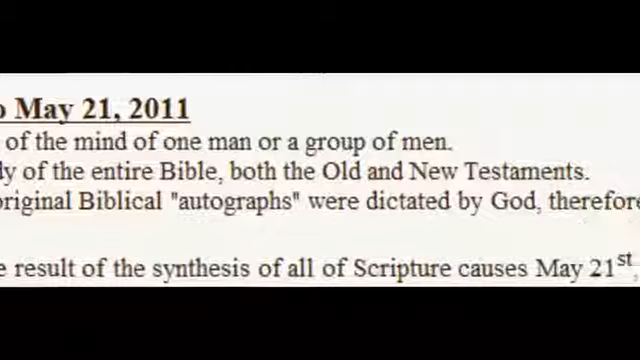 o May 21, 2011
of the mind of one man or a group of men.
ly of the entire Bible, both the Old and New Testaments.
original Biblical "autographs" were dictated by God, therefore
e result of the synthesis of all of Scripture causes May 21st,